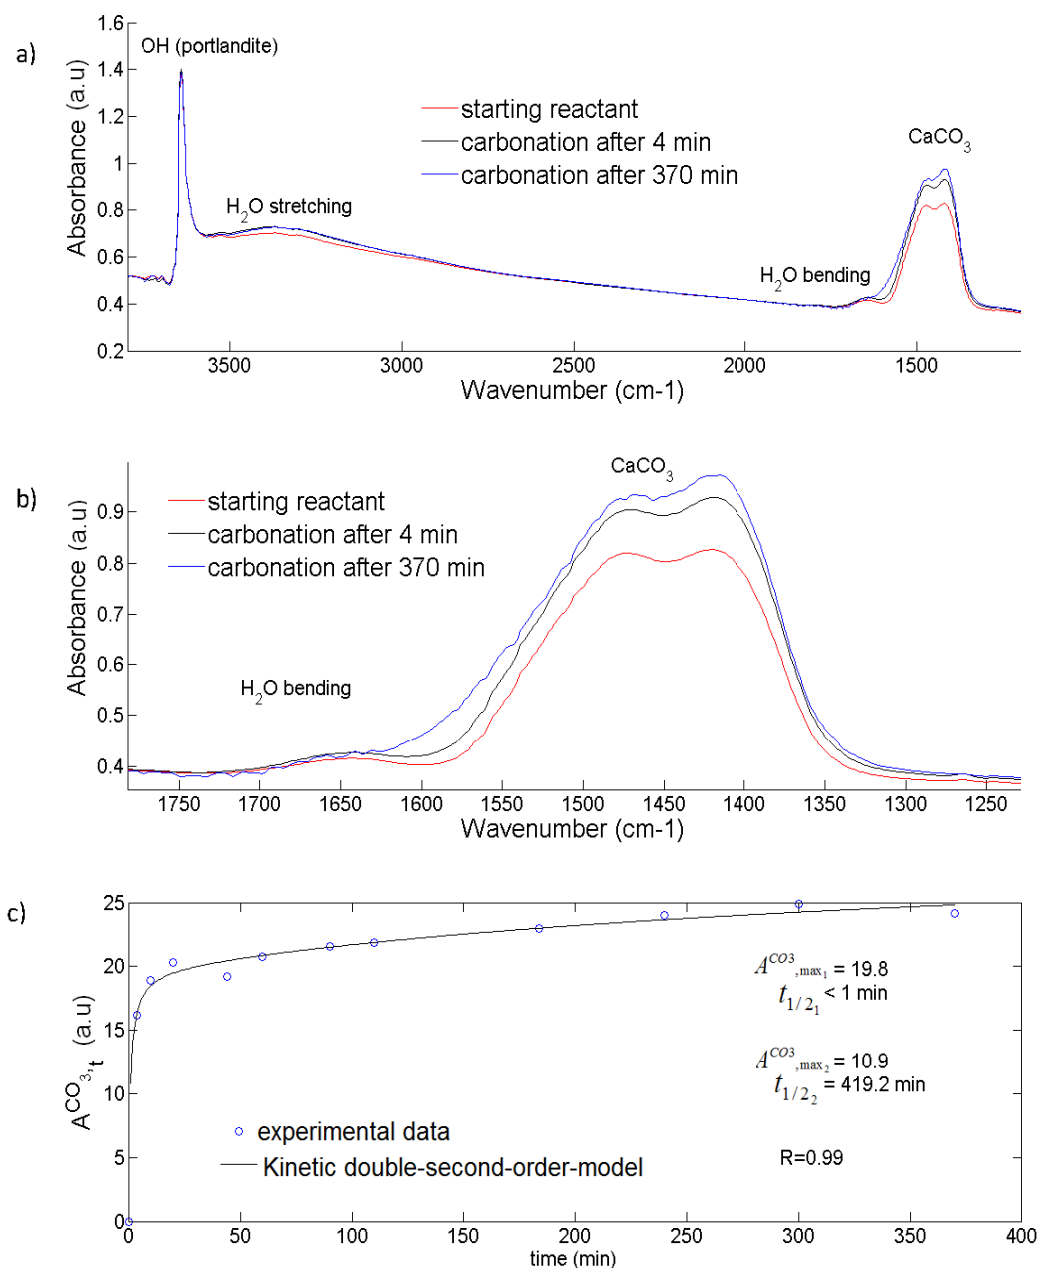 a)
1.6
1.4
1.2
1
0.8
0.6
0.4
0.2
Absorbance (a.u)
OH (portlandite)
H₂O stretching
starting reactant
carbonation after 4 min
carbonation after 370 min
CaCO₃
H₂O bending
3500 3000 2500 2000 1500
Wavenumber (cm-1)
b)
0.9
0.8
0.7
0.6
0.5
0.4
Absorbance (a.u)
CaCO₃
starting reactant
carbonation after 4 min
carbonation after 370 min
H₂O bending
1750 1700 1650 1600 1550 1500 1450 1400 1350 1300 1250
Wavenumber (cm-1)
c)
25
20
15
10
5
0
A^CO₃,t (a.u)
A^CO3,max₁ = 19.8
t₁/₂₁ < 1 min
A^CO3,max₂ = 10.9
t₁/₂₂ = 419.2 min
experimental data
Kinetic double-second-order-model
R=0.99
0 50 100 150 200 250 300 350 400
time (min)